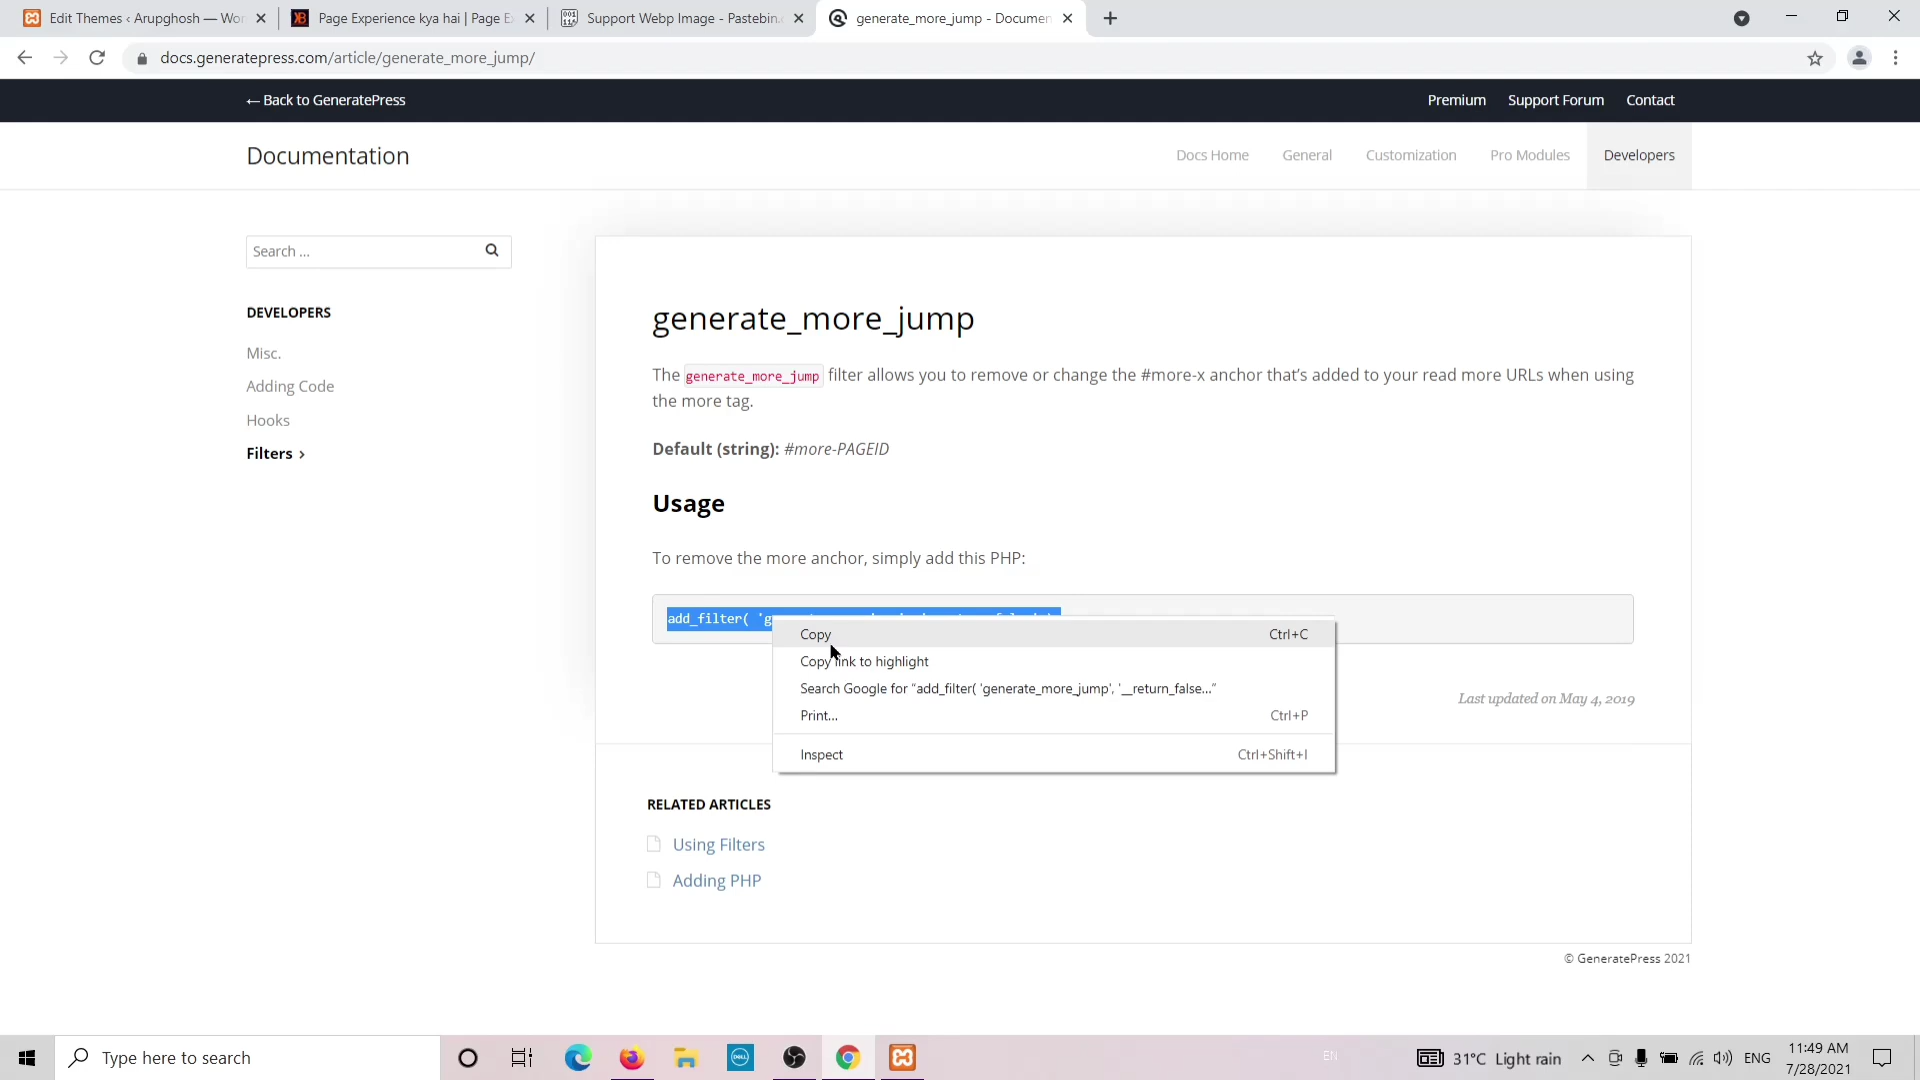 Edit Themes ‹ Arupghosh — Wor
Page Experience kya hai | Page E
Support Webp Image - Pastebin.c
generate_more_jump - Documen
docs.generatepress.com/article/generate_more_jump/
← Back to GeneratePress
Premium Support Forum Contact
Documentation
Docs Home General Customization Pro Modules Developers
Search ...
DEVELOPERS
Misc.
Adding Code
Hooks
Filters ›
generate_more_jump
The generate_more_jump filter allows you to remove or change the #more-x anchor that's added to your read more URLs when using
the more tag.
Default (string): #more-PAGEID
Usage
To remove the more anchor, simply add this PHP:
add_filter( 'g
Copy Ctrl+C
Copy link to highlight
Search Google for “add_filter( 'generate_more_jump', '__return_false...”
Print... Ctrl+P
Inspect Ctrl+Shift+I
Last updated on May 4, 2019
RELATED ARTICLES
Using Filters
Adding PHP
© GeneratePress 2021
Type here to search
EN
31°C Light rain
ENG
11:49 AM
7/28/2021